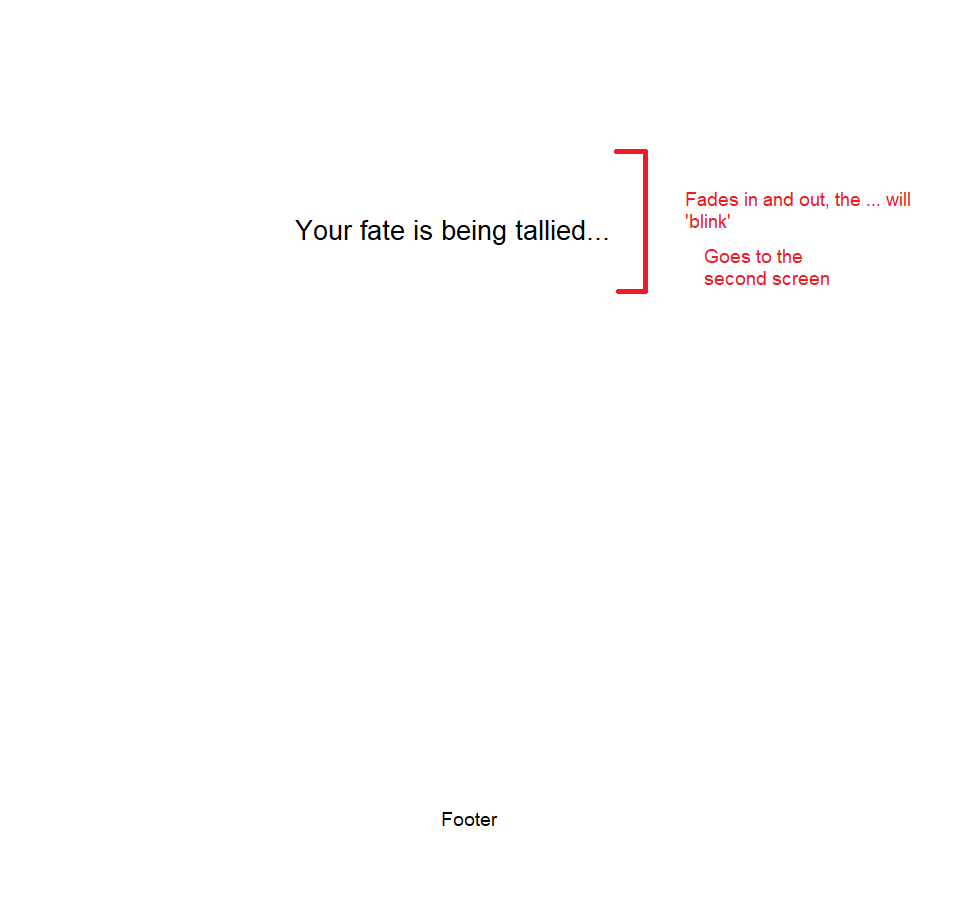 Fades in and out, the ... will
'blink'
Your fate is being tallied...
Goes to the
second screen
Footer